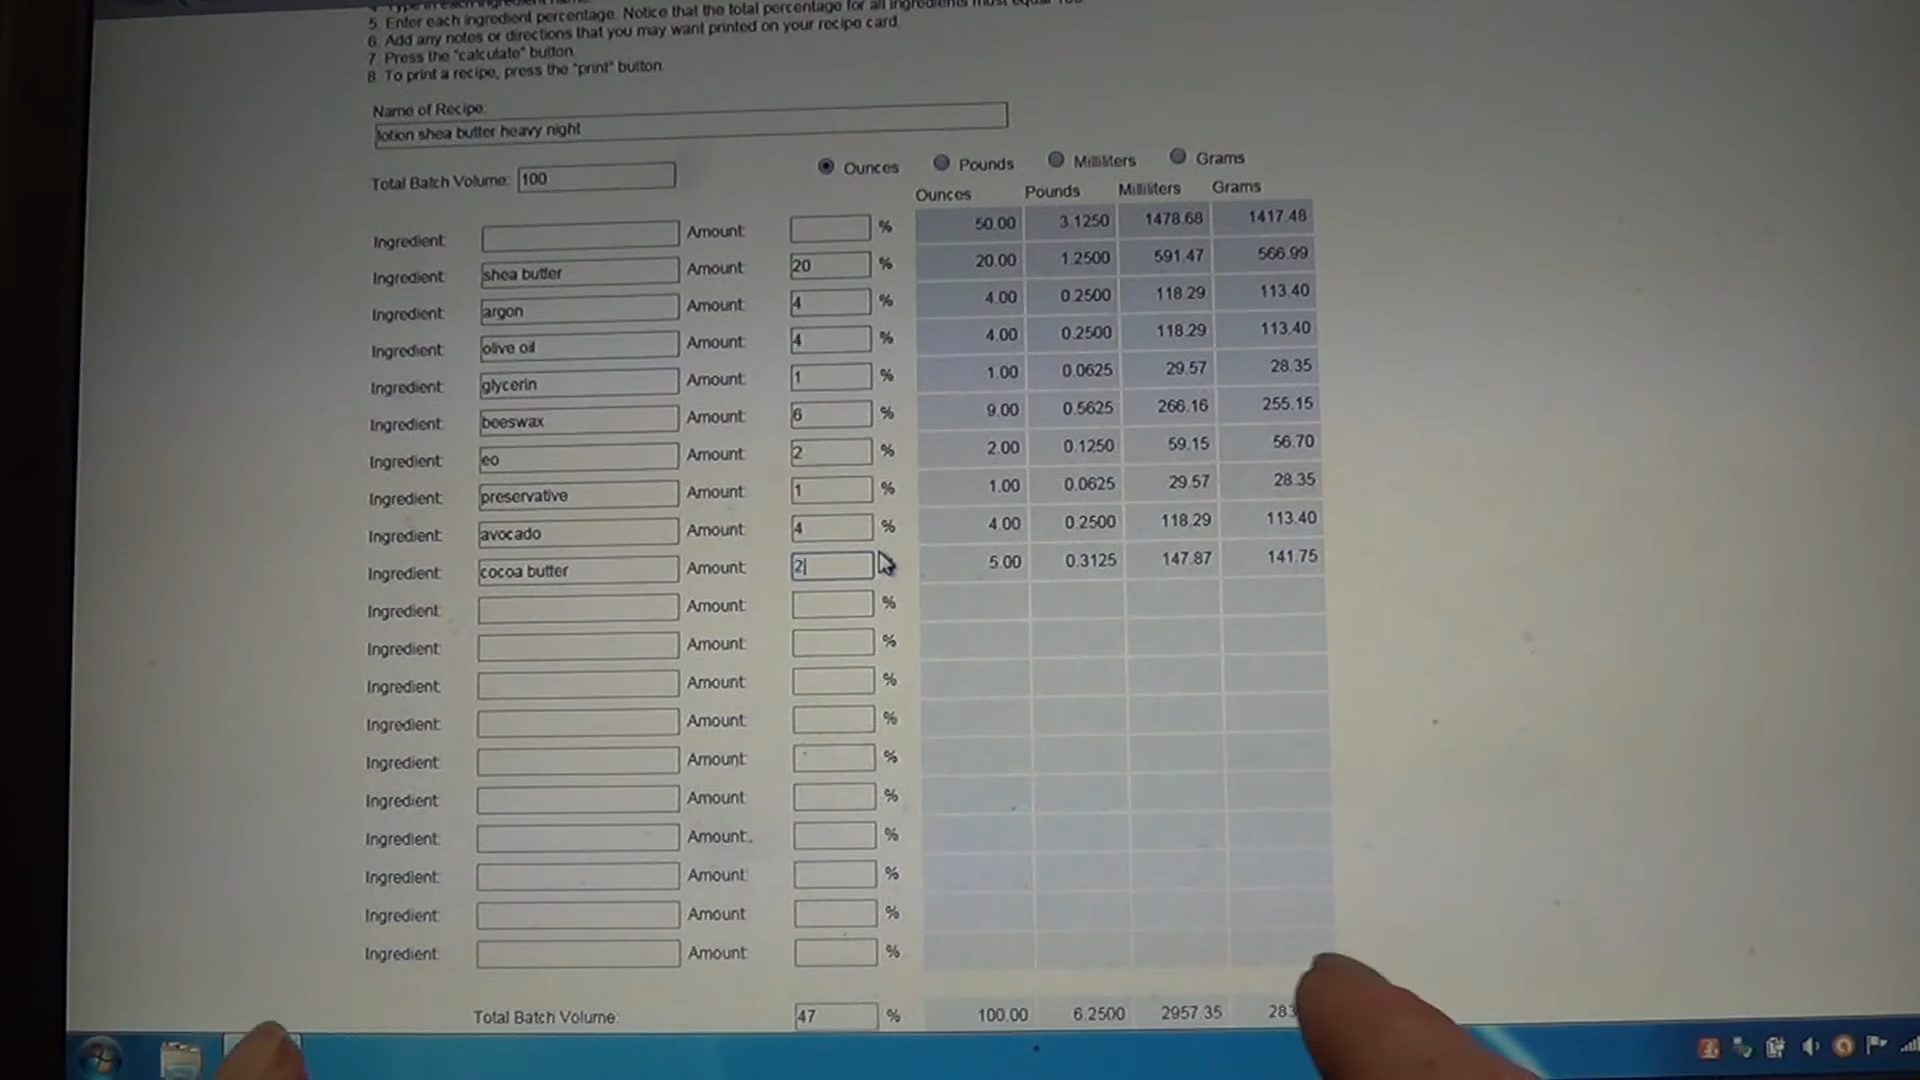 5. Enter each ingredient percentage. Notice that the total percentage for all ingredients must equal
6. Add any notes or directions that you may want printed on your recipe card.
7. Press the "calculate" button.
8. To print a recipe, press the "print" button.
Name of Recipe:
lotion shea butter heavy night
Total Batch Volume: 100 Ounces Pounds Milliliters Grams
Ounces Pounds Milliliters Grams
Ingredient: Amount: % 50.00 3.1250 1478.68 1417.48
Ingredient: shea butter Amount: 20 % 20.00 1.2500 591.47 566.99
Ingredient: argon Amount: 4 % 4.00 0.2500 118.29 113.40
Ingredient: olive oil Amount: 4 % 4.00 0.2500 118.29 113.40
Ingredient: glycerin Amount: 1 % 1.00 0.0625 29.57 28.35
Ingredient: beeswax Amount: 6 % 9.00 0.5625 266.16 255.15
Ingredient: eo Amount: 2 % 2.00 0.1250 59.15 56.70
Ingredient: preservative Amount: 1 % 1.00 0.0625 29.57 28.35
Ingredient: avocado Amount: 4 % 4.00 0.2500 118.29 113.40
Ingredient: cocoa butter Amount: 2 5.00 0.3125 147.87 141.75
Ingredient: Amount: %
Ingredient: Amount: %
Ingredient: Amount: %
Ingredient: Amount: %
Ingredient: Amount: %
Ingredient: Amount: %
Ingredient: Amount: %
Ingredient: Amount: %
Ingredient: Amount: %
Ingredient: Amount: %
Total Batch Volume: 47 % 100.00 6.2500 2957.35 283